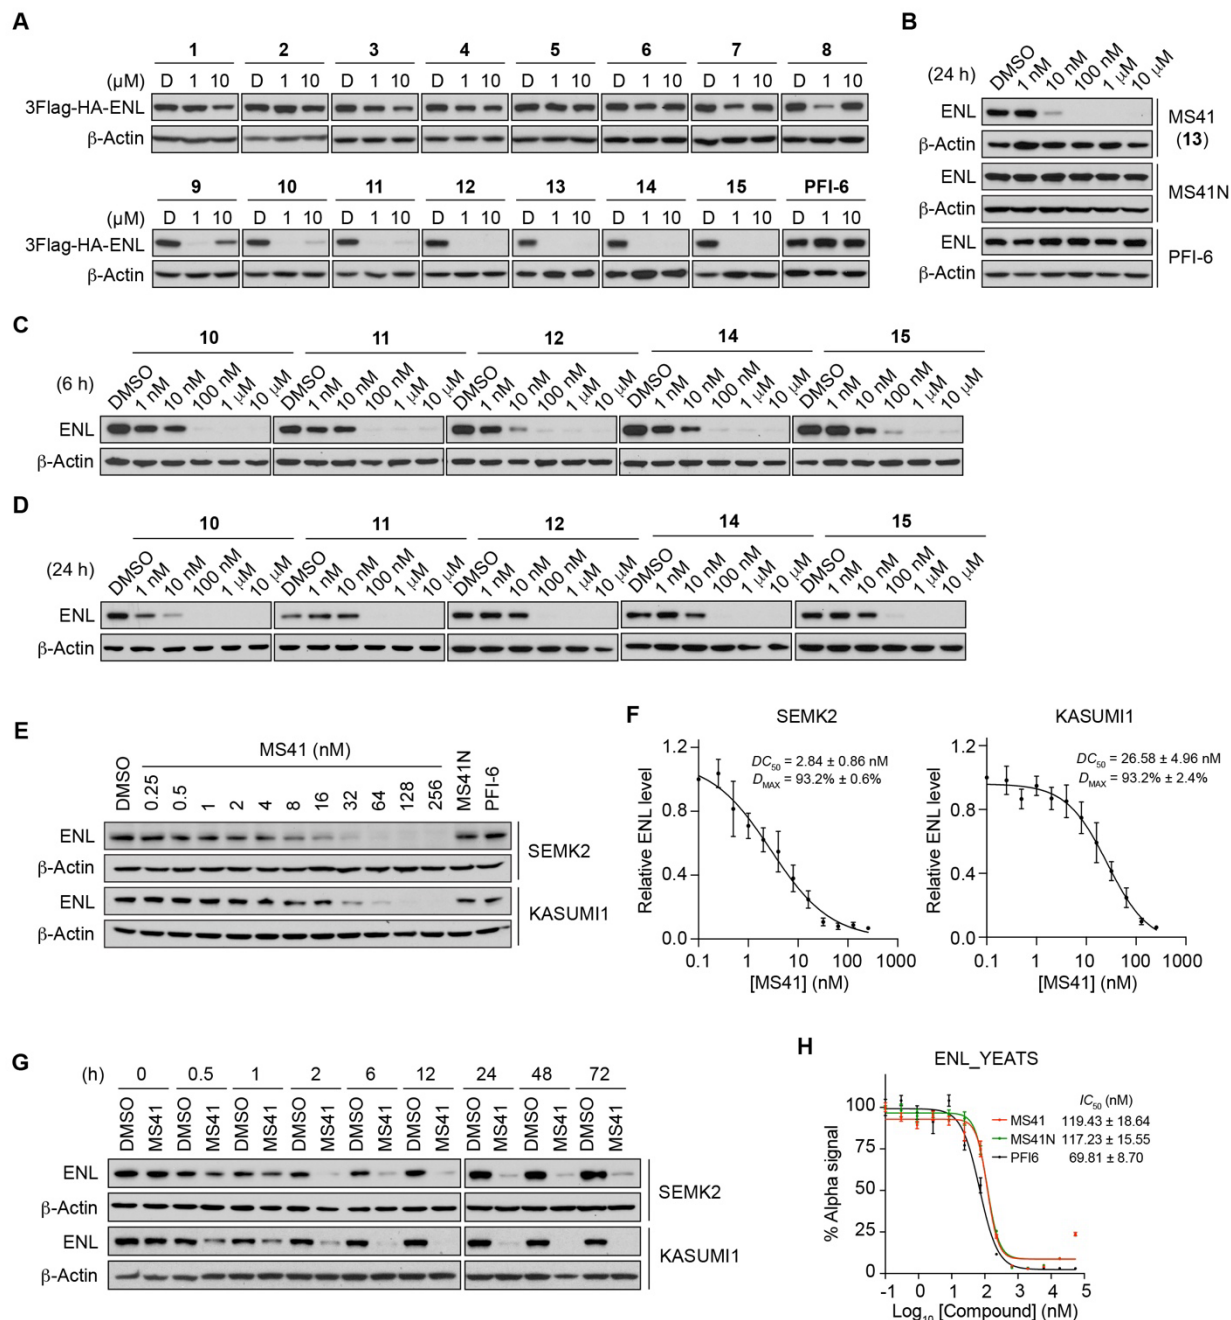 A
1 2 3 4 5 6 7 8
(µM) D 1 10 D 1 10 D 1 10 D 1 10 D 1 10 D 1 10 D 1 10 D 1 10
3Flag-HA-ENL
β-Actin
9 10 11 12 13 14 15 PFI-6
(µM) D 1 10 D 1 10 D 1 10 D 1 10 D 1 10 D 1 10 D 1 10 D 1 10
3Flag-HA-ENL
β-Actin
B
(24 h) DMSO 1 nM 10 nM 100 nM 1 µM 10 µM
ENL
β-Actin
MS41
(13)
ENL
β-Actin
MS41N
ENL
β-Actin
PFI-6
C
10 11 12 14 15
(6 h) DMSO 1 nM 10 nM 100 nM 1 µM 10 µM DMSO 1 nM 10 nM 100 nM 1 µM 10 µM DMSO 1 nM 10 nM 100 nM 1 µM 10 µM DMSO 1 nM 10 nM 100 nM 1 µM 10 µM DMSO 1 nM 10 nM 100 nM 1 µM 10 µM
ENL
β-Actin
D
10 11 12 14 15
(24 h) DMSO 1 nM 10 nM 100 nM 1 µM 10 µM DMSO 1 nM 10 nM 100 nM 1 µM 10 µM DMSO 1 nM 10 nM 100 nM 1 µM 10 µM DMSO 1 nM 10 nM 100 nM 1 µM 10 µM DMSO 1 nM 10 nM 100 nM 1 µM 10 µM
ENL
β-Actin
E
MS41 (nM)
DMSO 0.25 0.5 1 2 4 8 16 32 64 128 256 MS41N PFI-6
ENL
β-Actin
SEMK2
ENL
β-Actin
KASUMI1
F
SEMK2
DC50 = 2.84 ± 0.86 nM
DMAX = 93.2% ± 0.6%
Relative ENL level
1.2
0.8
0.4
0.0
0.1 1 10 100 1000
[MS41] (nM)
KASUMI1
DC50 = 26.58 ± 4.96 nM
DMAX = 93.2% ± 2.4%
Relative ENL level
1.2
0.8
0.4
0.0
0.1 1 10 100 1000
[MS41] (nM)
G
(h) 0 0.5 1 2 6 12 24 48 72
DMSO MS41 DMSO MS41 DMSO MS41 DMSO MS41 DMSO MS41 DMSO MS41 DMSO MS41 DMSO MS41 DMSO MS41
ENL
β-Actin
SEMK2
ENL
β-Actin
KASUMI1
H
ENL_YEATS
IC50 (nM)
MS41 119.43 ± 18.64
MS41N 117.23 ± 15.55
PFI6 69.81 ± 8.70
% Alpha signal
100
75
50
25
0
-1 0 1 2 3 4 5
Log10 [Compound] (nM)